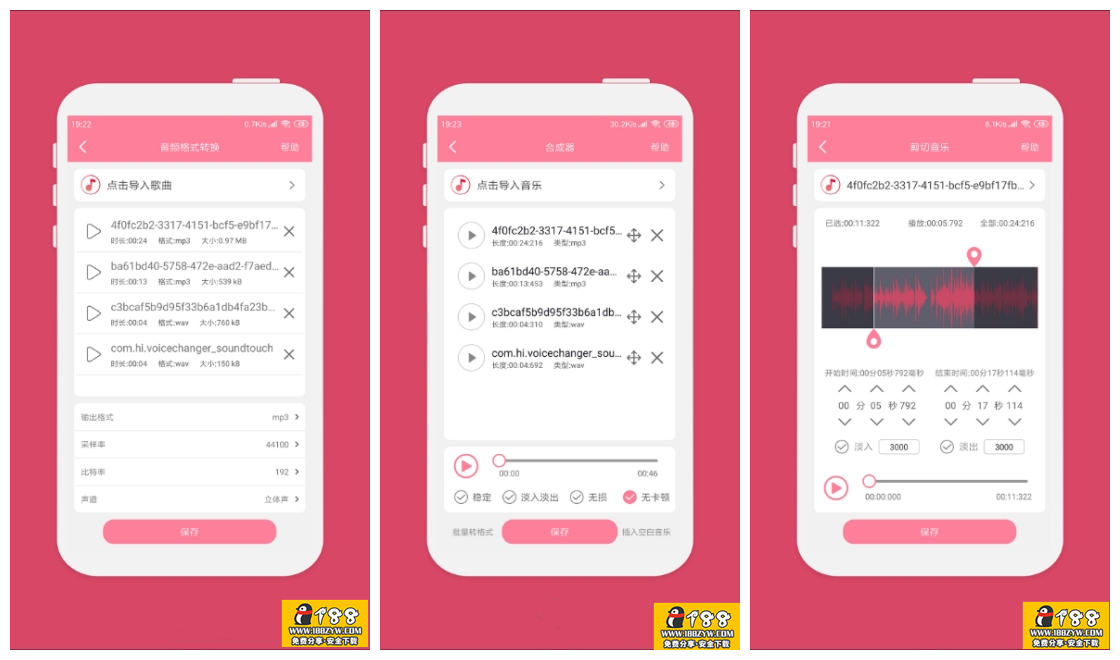 19:22
0.7K/s
音频格式转换
帮助
点击导入歌曲
4f0fc2b2-3317-4151-bcf5-e9bf17...
时长:00:24 格式:mp3 大小:0.97 MB
ba61bd40-5758-472e-aad2-f7aed...
时长:00:13 格式:mp3 大小:539 kB
c3bcaf5b9d95f33b6a1db4fa23b...
时长:00:04 格式:wav 大小:760 kB
com.hi.voicechanger_soundtouch
时长:00:04 格式:wav 大小:150 kB
输出格式 mp3
采样率 44100
比特率 192
声道 立体声
保存
188
WWW.188ZYW.COM
免费分享·安全下载
19:23
30.2K/s
合成器
帮助
点击导入音乐
4f0fc2b2-3317-4151-bcf5...
长度:00:24:216 类型:mp3
ba61bd40-5758-472e-aa...
长度:00:13:453 类型:mp3
c3bcaf5b9d95f33b6a1db...
长度:00:04:310 类型:wav
com.hi.voicechanger_sou...
长度:00:04:692 类型:wav
00:00 00:46
稳定 淡入淡出 无损 无卡顿
批量转格式 保存 插入空白音乐
188
WWW.188ZYW.COM
免费分享·安全下载
19:21
8.1K/s
剪切音乐
帮助
4f0fc2b2-3317-4151-bcf5-e9bf17fb...
已选:00:11:322 播放:00:05:792 全部:00:24:216
开始时间:00分05秒792毫秒 结束时间:00分17秒114毫秒
00 分 05 秒 792 00 分 17 秒 114
淡入 3000 淡出 3000
00:00:000 00:11:322
保存
188
WWW.188ZYW.COM
免费分享·安全下载